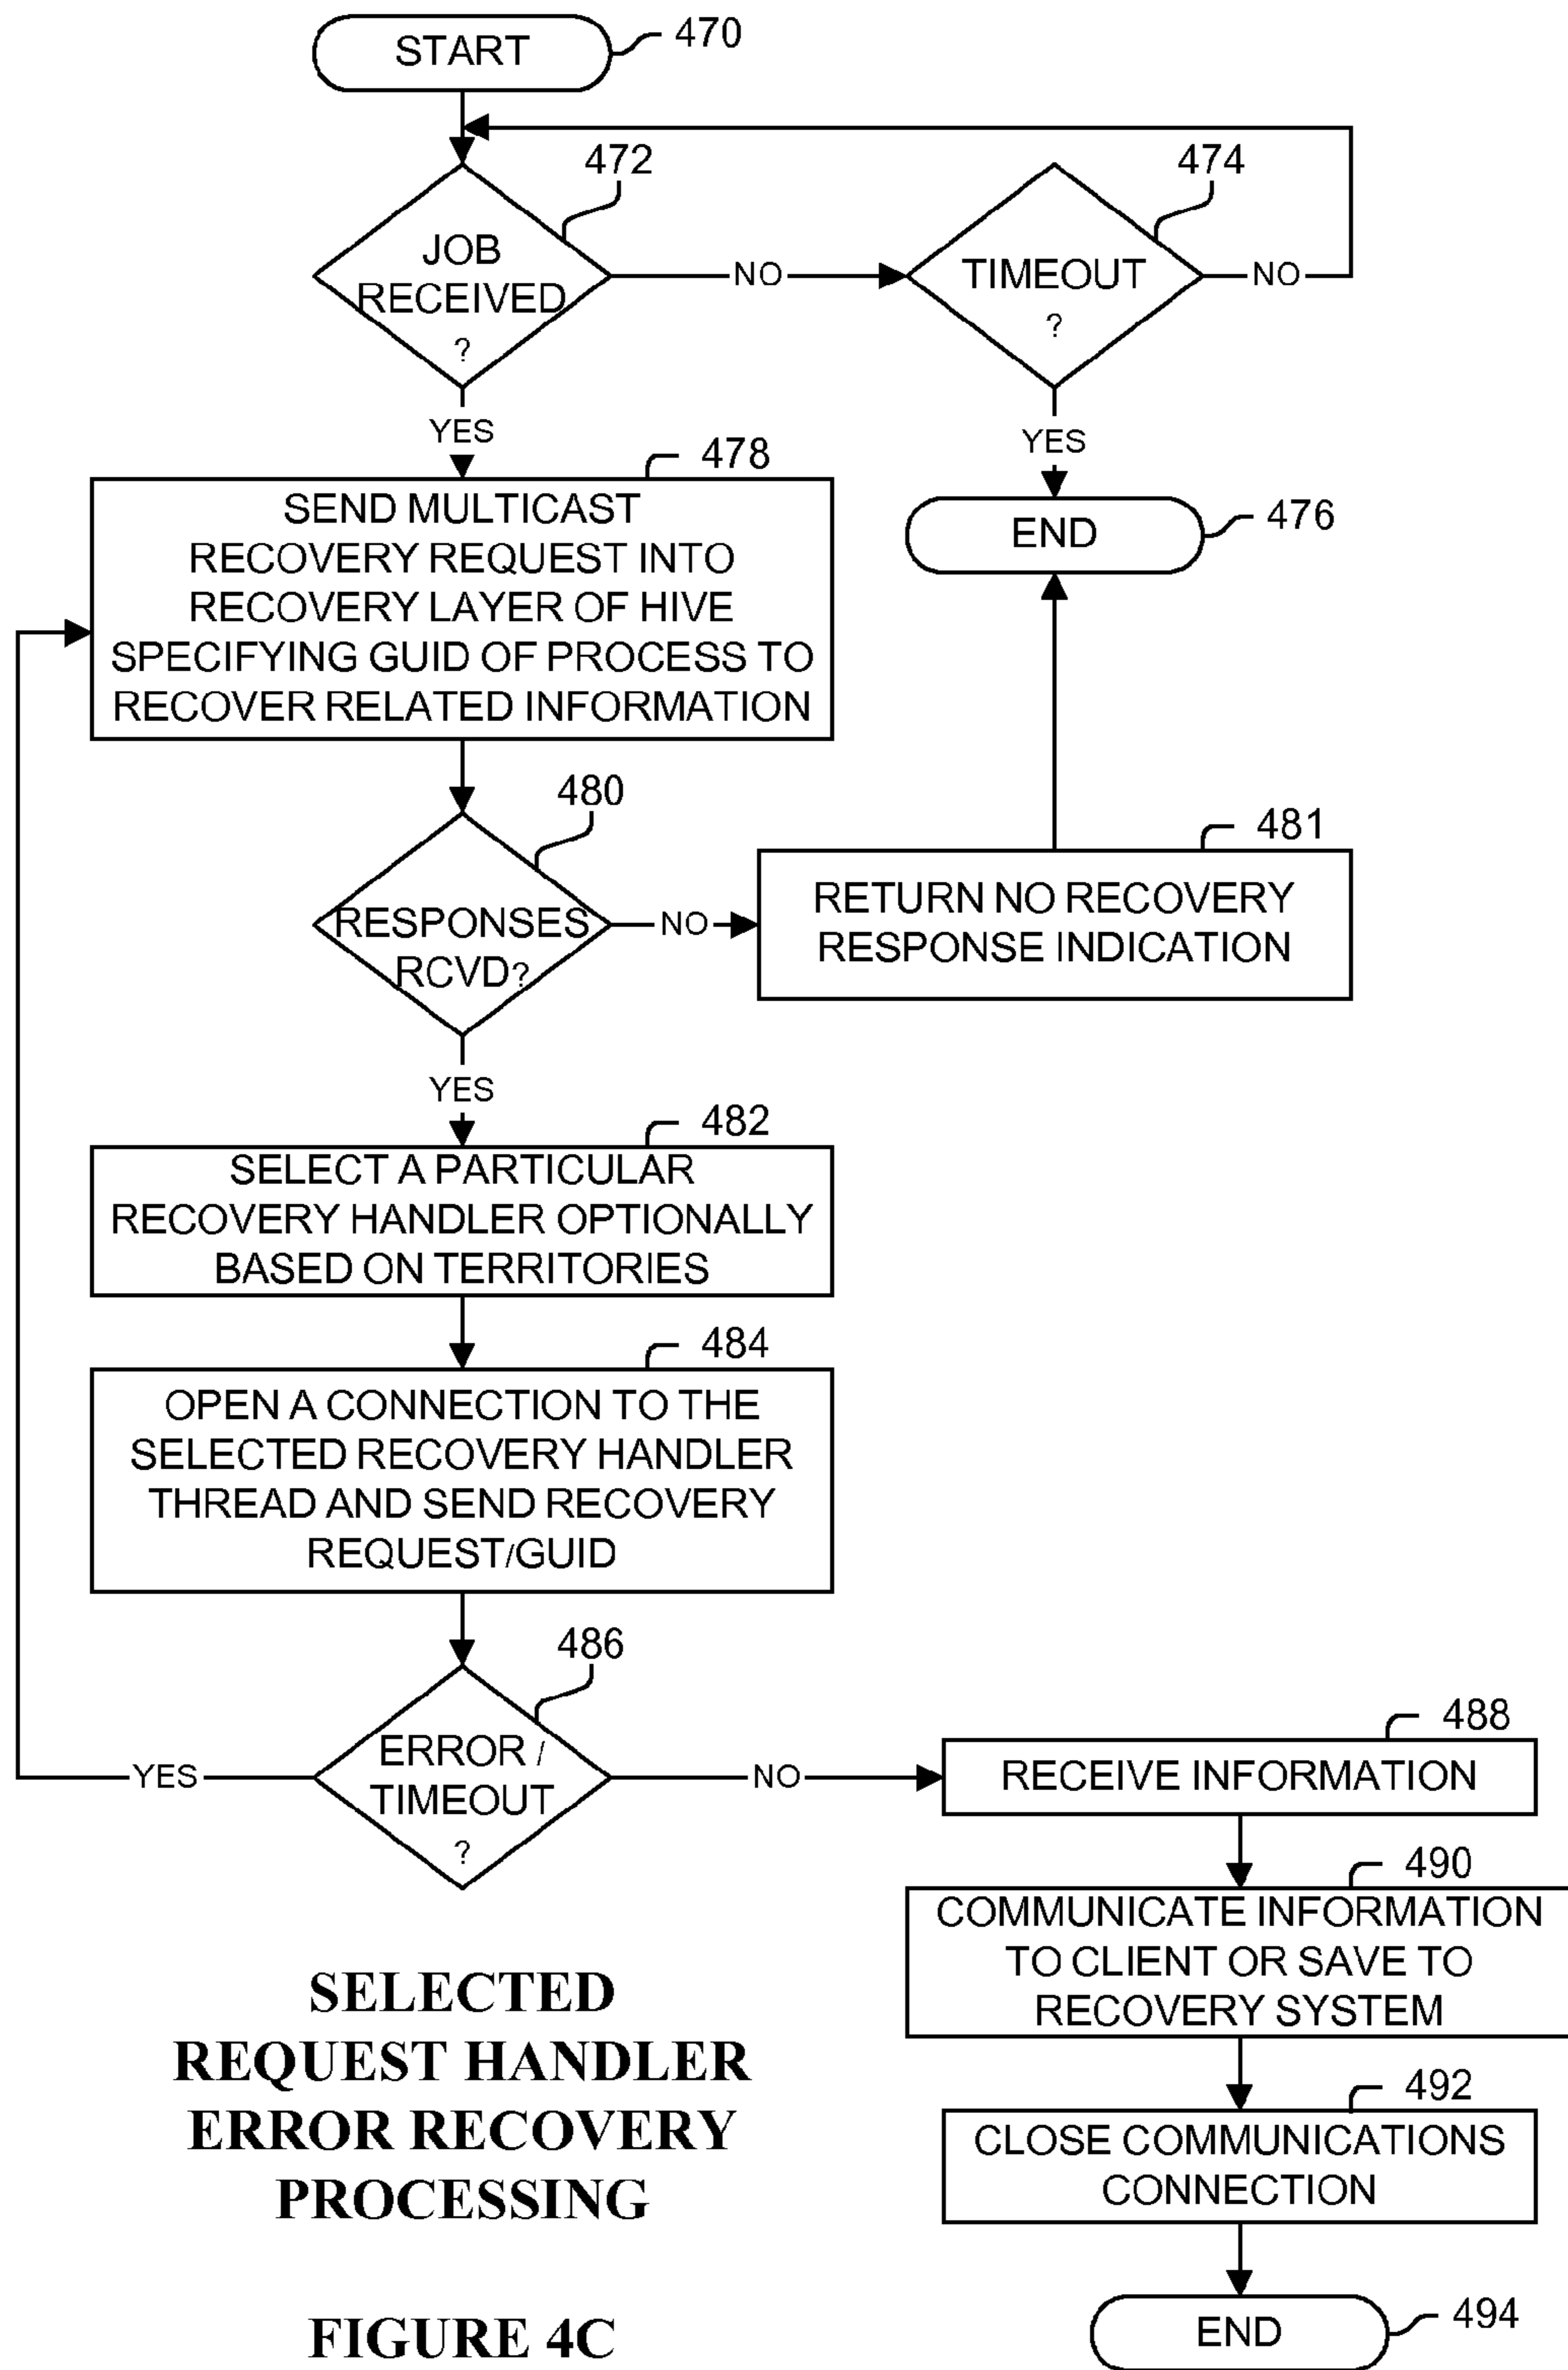 START
470
472
JOB
RECEIVED
?
NO
474
TIMEOUT
?
NO
YES
YES
478
SEND MULTICAST
RECOVERY REQUEST INTO
RECOVERY LAYER OF HIVE
SPECIFYING GUID OF PROCESS TO
RECOVER RELATED INFORMATION
END
476
480
RESPONSES
RCVD?
NO
481
RETURN NO RECOVERY
RESPONSE INDICATION
YES
482
SELECT A PARTICULAR
RECOVERY HANDLER OPTIONALLY
BASED ON TERRITORIES
484
OPEN A CONNECTION TO THE
SELECTED RECOVERY HANDLER
THREAD AND SEND RECOVERY
REQUEST/GUID
486
ERROR /
TIMEOUT
?
YES
NO
488
RECEIVE INFORMATION
490
COMMUNICATE INFORMATION
TO CLIENT OR SAVE TO
RECOVERY SYSTEM
492
CLOSE COMMUNICATIONS
CONNECTION
END
494
SELECTED
REQUEST HANDLER
ERROR RECOVERY
PROCESSING
FIGURE 4C